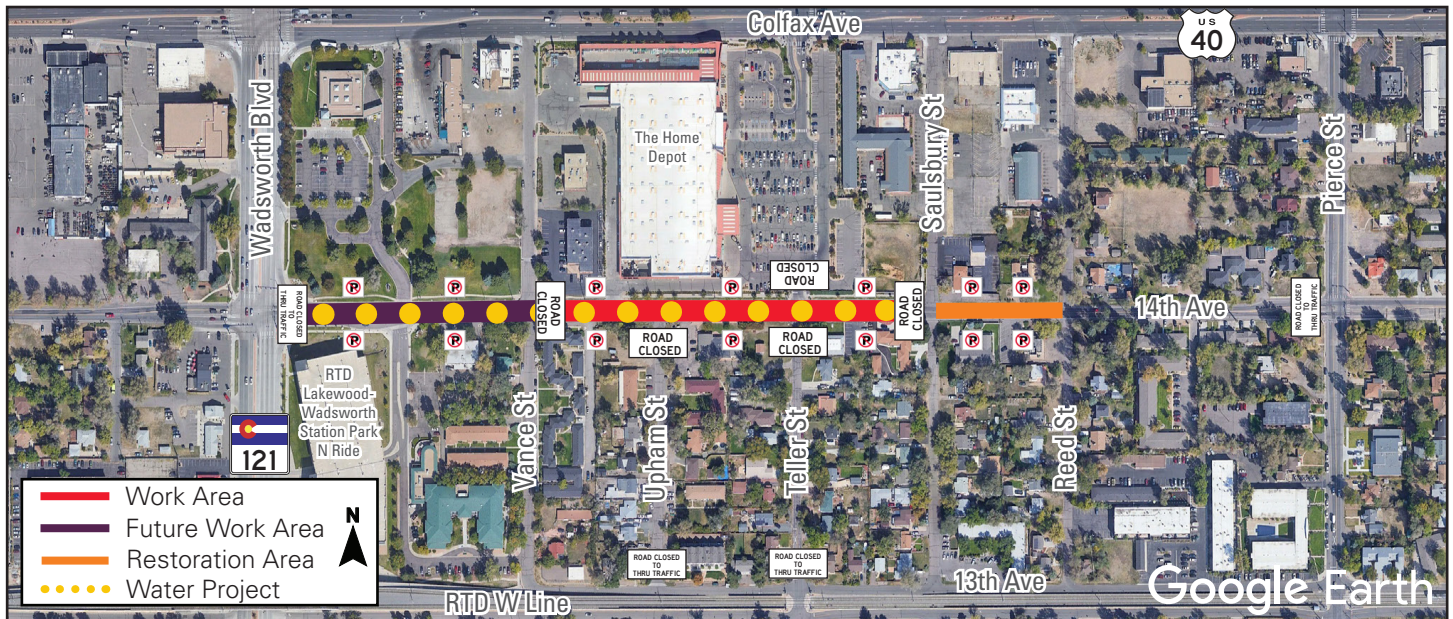 Colfax Ave
US
40
Wadsworth Blvd
The Home
Depot
Saulsbury St
Pierce St
ROAD
CLOSED
P
P
P
P
P
P
P
ROAD CLOSED
TO
THRU TRAFFIC
ROAD
CLOSED
ROAD
CLOSED
14th Ave
ROAD CLOSED
TO
THRU TRAFFIC
P
P
P
P
P
P
P
ROAD
CLOSED
ROAD
CLOSED
RTD
Lakewood-
Wadsworth
Station Park
N Ride
121
Vance St
Upham St
Teller St
Reed St
Work Area
Future Work Area
Restoration Area
Water Project
N
ROAD CLOSED
TO
THRU TRAFFIC
ROAD CLOSED
TO
THRU TRAFFIC
13th Ave
RTD W Line
Google Earth